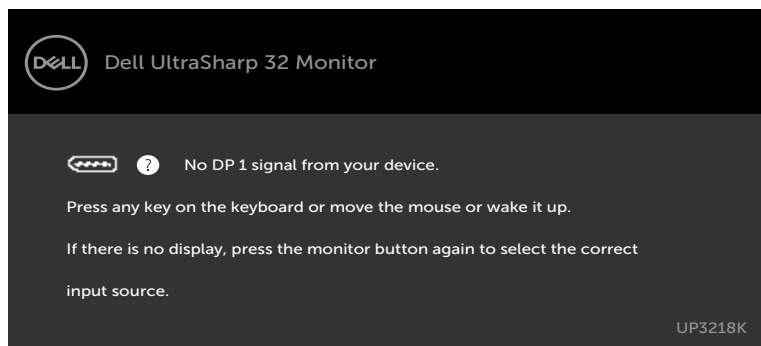 DELL
Dell UltraSharp 32 Monitor
? No DP 1 signal from your device.
Press any key on the keyboard or move the mouse or wake it up.
If there is no display, press the monitor button again to select the correct
input source.
UP3218K